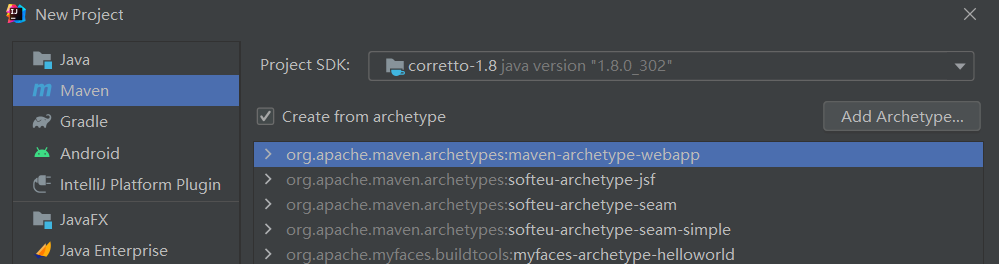 New Project
Java
Maven
Gradle
Android
IntelliJ Platform Plugin
JavaFX
Java Enterprise
Project SDK: corretto-1.8 java version "1.8.0_302"
Create from archetype
Add Archetype...
org.apache.maven.archetypes:maven-archetype-webapp
org.apache.maven.archetypes:softeu-archetype-jsf
org.apache.maven.archetypes:softeu-archetype-seam
org.apache.maven.archetypes:softeu-archetype-seam-simple
org.apache.myfaces.buildtools:myfaces-archetype-helloworld